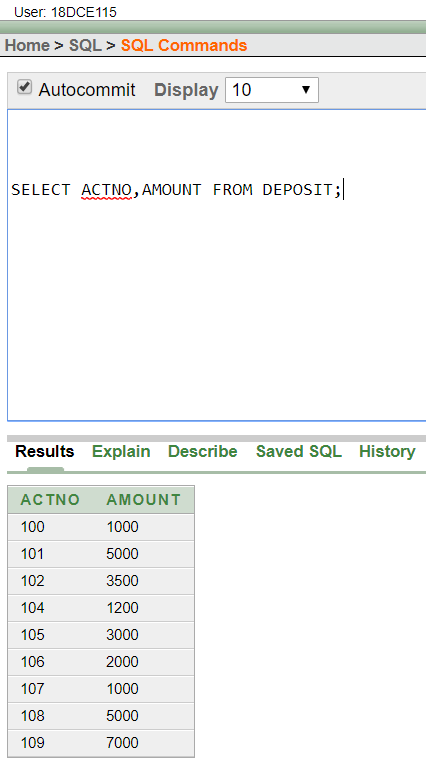 User: 18DCE115
Home > SQL > SQL Commands
Autocommit Display 10
SELECT ACTNO,AMOUNT FROM DEPOSIT;
Results Explain Describe Saved SQL History
ACTNO AMOUNT
100 1000
101 5000
102 3500
104 1200
105 3000
106 2000
107 1000
108 5000
109 7000